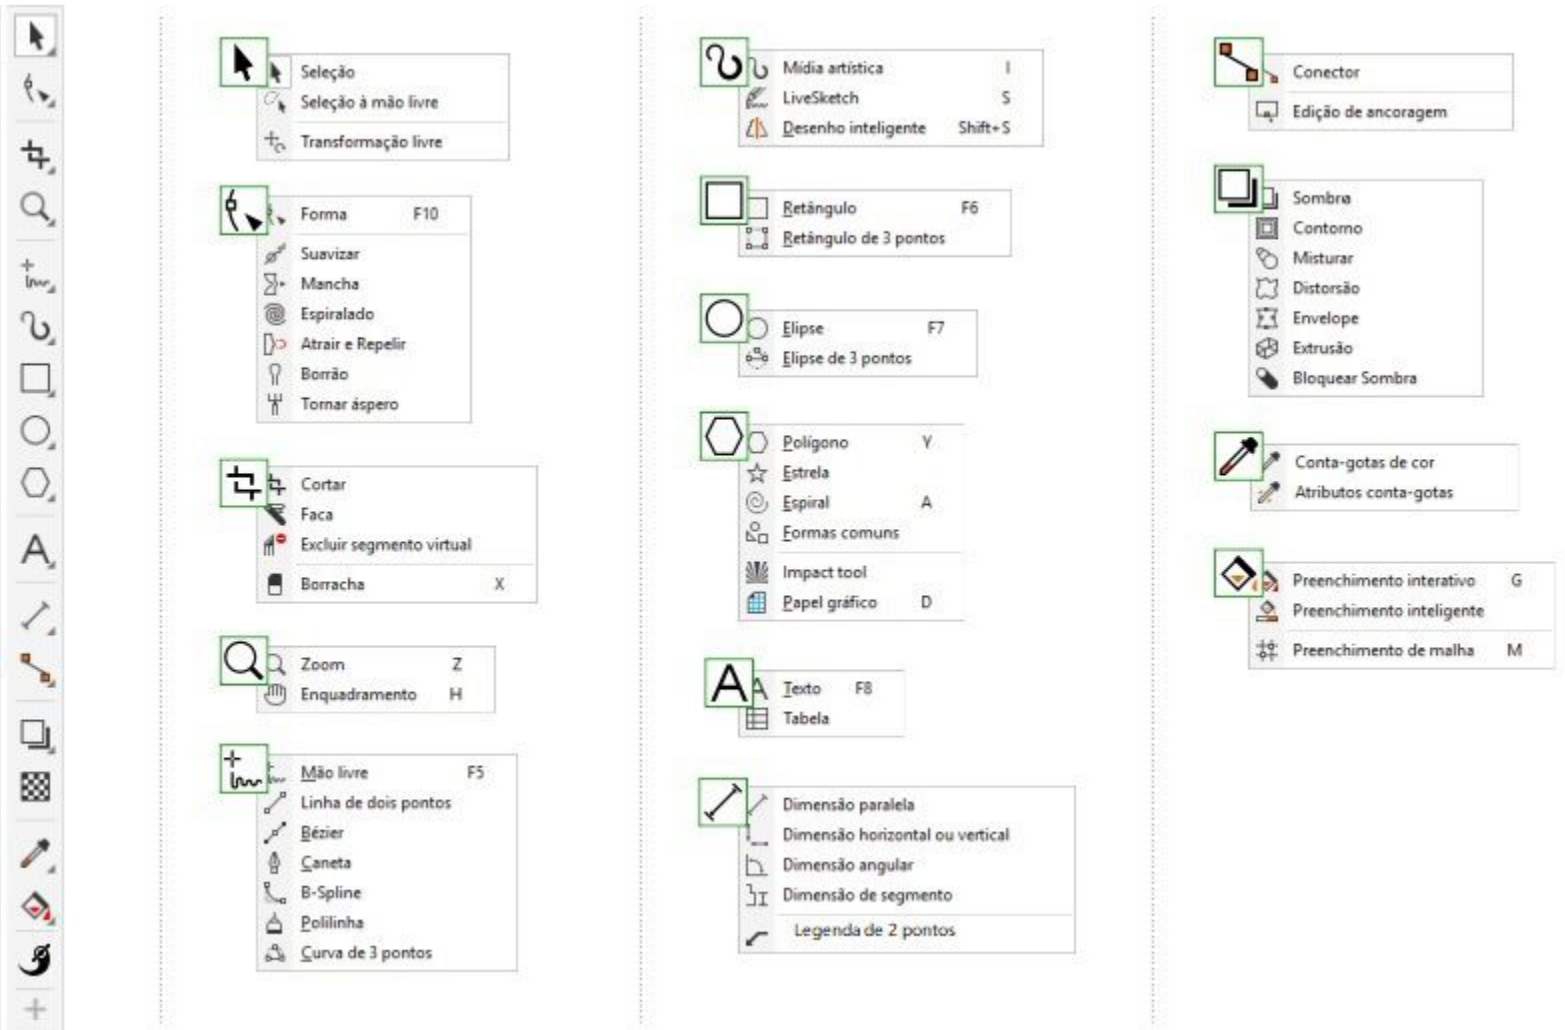 Seleção
Seleção à mão livre
Transformação livre
Forma F10
Suavizar
Mancha
Espiralado
Atrair e Repelir
Borrão
Tornar áspero
Cortar
Faca
Excluir segmento virtual
Borracha X
Zoom Z
Enquadramento H
Mão livre F5
Linha de dois pontos
Bézier
Caneta
B-Spline
Polilinha
Curva de 3 pontos
Mídia artística I
LiveSketch S
Desenho inteligente Shift+S
Retângulo F6
Retângulo de 3 pontos
Elipse F7
Elipse de 3 pontos
Polígono Y
Estrela
Espiral A
Formas comuns
Impact tool
Papel gráfico D
Texto F8
Tabela
Dimensão paralela
Dimensão horizontal ou vertical
Dimensão angular
Dimensão de segmento
Legenda de 2 pontos
Conector
Edição de ancoragem
Sombra
Contorno
Misturar
Distorsão
Envelope
Extrusão
Bloquear Sombra
Conta-gotas de cor
Atributos conta-gotas
Preenchimento interativo G
Preenchimento inteligente
Preenchimento de malha M